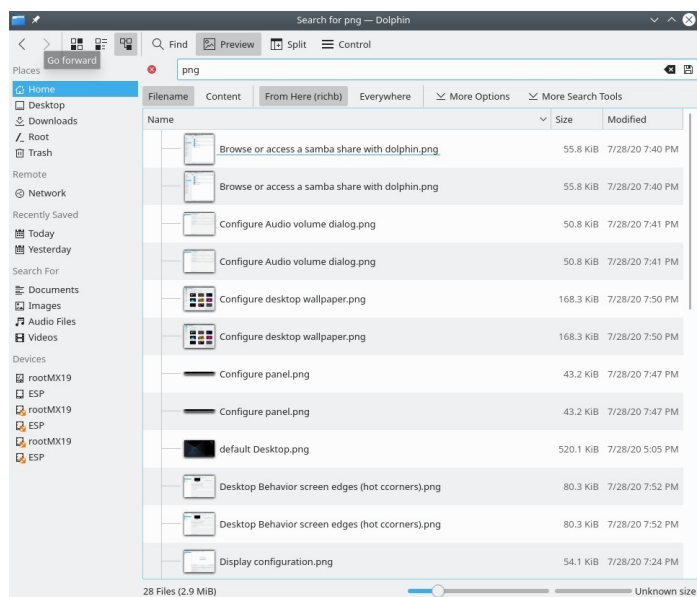 Search for png — Dolphin
Find Preview Split Control
Go forward
Places
png
Home
Desktop
Downloads
Root
Trash
Remote
Network
Recently Saved
Today
Yesterday
Search For
Documents
Images
Audio Files
Videos
Devices
rootMX19
ESP
rootMX19
ESP
rootMX19
ESP
Filename Content From Here (richb) Everywhere More Options More Search Tools
Name Size Modified
Browse or access a samba share with dolphin.png 55.8 KiB 7/28/20 7:40 PM
Browse or access a samba share with dolphin.png 55.8 KiB 7/28/20 7:40 PM
Configure Audio volume dialog.png 50.8 KiB 7/28/20 7:41 PM
Configure Audio volume dialog.png 50.8 KiB 7/28/20 7:41 PM
Configure desktop wallpaper.png 168.3 KiB 7/28/20 7:50 PM
Configure desktop wallpaper.png 168.3 KiB 7/28/20 7:50 PM
Configure panel.png 43.2 KiB 7/28/20 7:47 PM
Configure panel.png 43.2 KiB 7/28/20 7:47 PM
default Desktop.png 520.1 KiB 7/28/20 5:05 PM
Desktop Behavior screen edges (hot ccorners).png 80.3 KiB 7/28/20 7:52 PM
Desktop Behavior screen edges (hot ccorners).png 80.3 KiB 7/28/20 7:52 PM
Display configuration.png 54.1 KiB 7/28/20 7:24 PM
28 Files (2.9 MiB) Unknown size